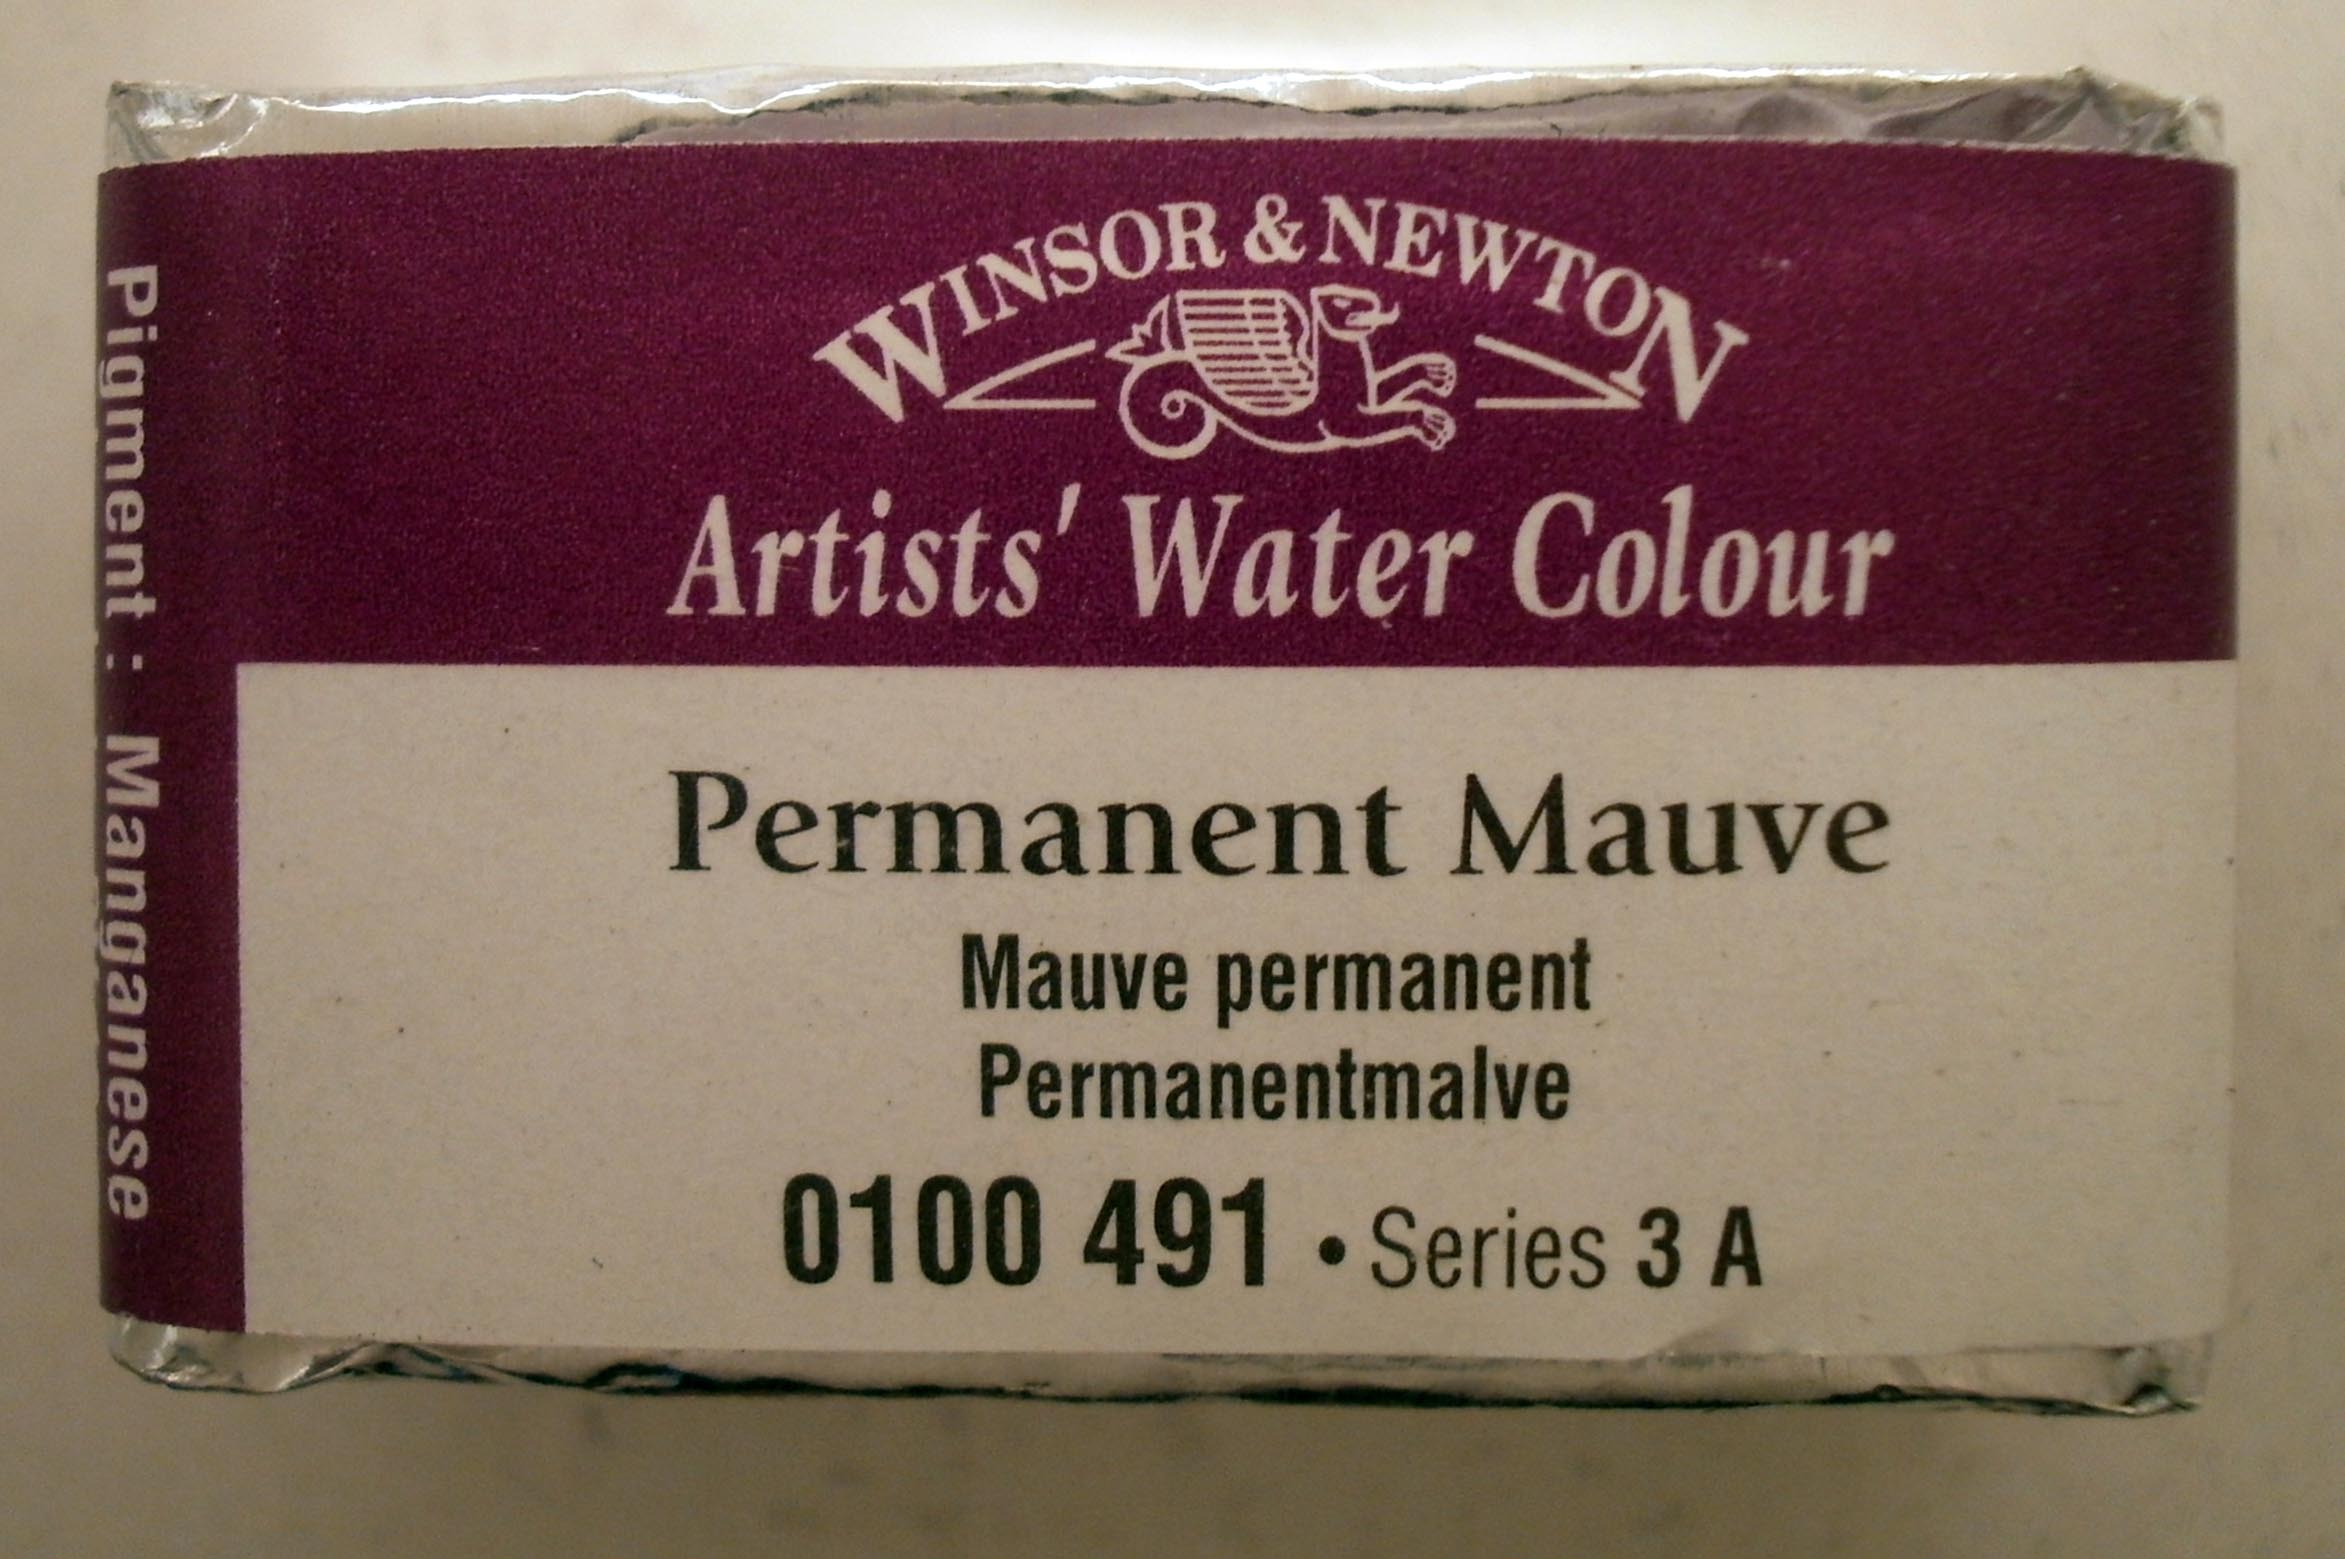 WINSOR & NEWTON
Artists' Water Colour
Permanent Mauve
Mauve permanent
Permanentmalve
0100 491 • Series 3 A
Pigment : Manganese